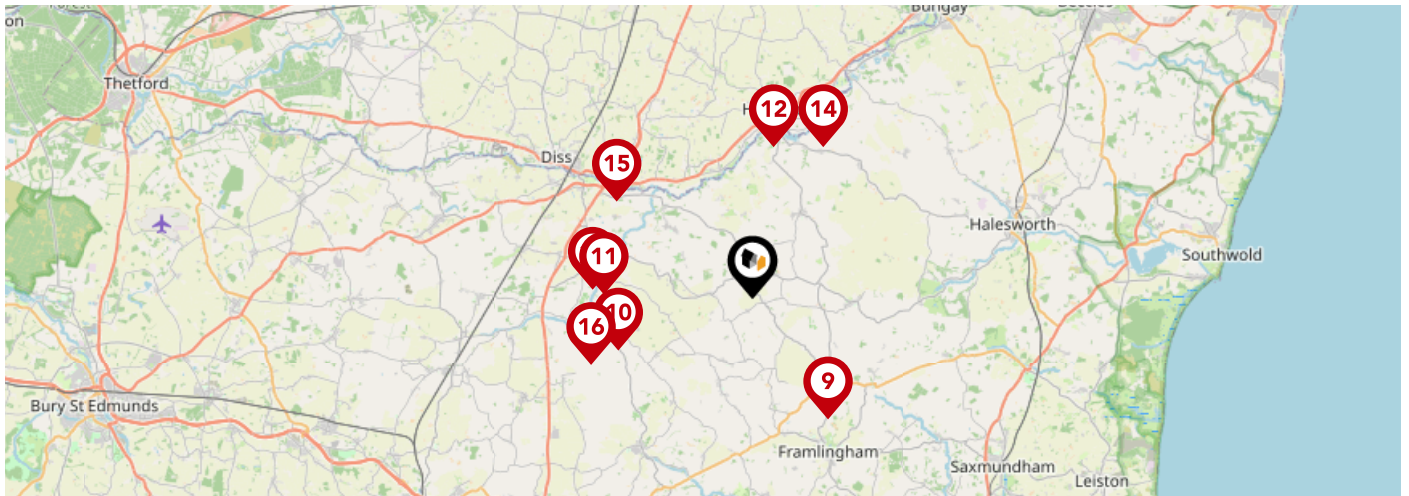 Bungay
Thetford
12
14
Diss
15
Halesworth
11
Southwold
10
16
9
Bury St Edmunds
Framlingham
Saxmundham
Leiston